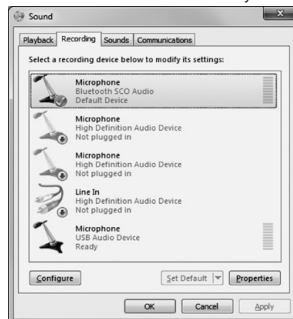 Sound
Playback Recording Sounds Communications
Select a recording device below to modify its settings:
Microphone
Bluetooth SCO Audio
Default Device
Microphone
High Definition Audio Device
Not plugged in
Microphone
High Definition Audio Device
Not plugged in
Line In
High Definition Audio Device
Not plugged in
Microphone
USB Audio Device
Ready
Configure Set Default Properties
OK Cancel Apply